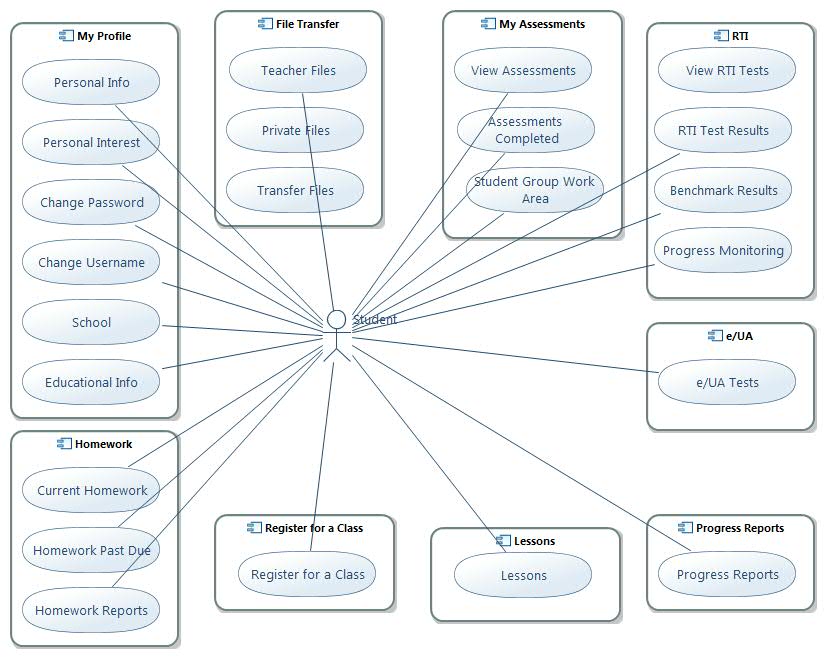 My Profile
Personal Info
Personal Interest
Change Password
Change Username
School
Educational Info
File Transfer
Teacher Files
Private Files
Transfer Files
My Assessments
View Assessments
Assessments
Completed
Student Group Work
Area
RTI
View RTI Tests
RTI Test Results
Benchmark Results
Progress Monitoring
Student
e/UA
e/UA Tests
Homework
Current Homework
Homework Past Due
Homework Reports
Register for a Class
Register for a Class
Lessons
Lessons
Progress Reports
Progress Reports